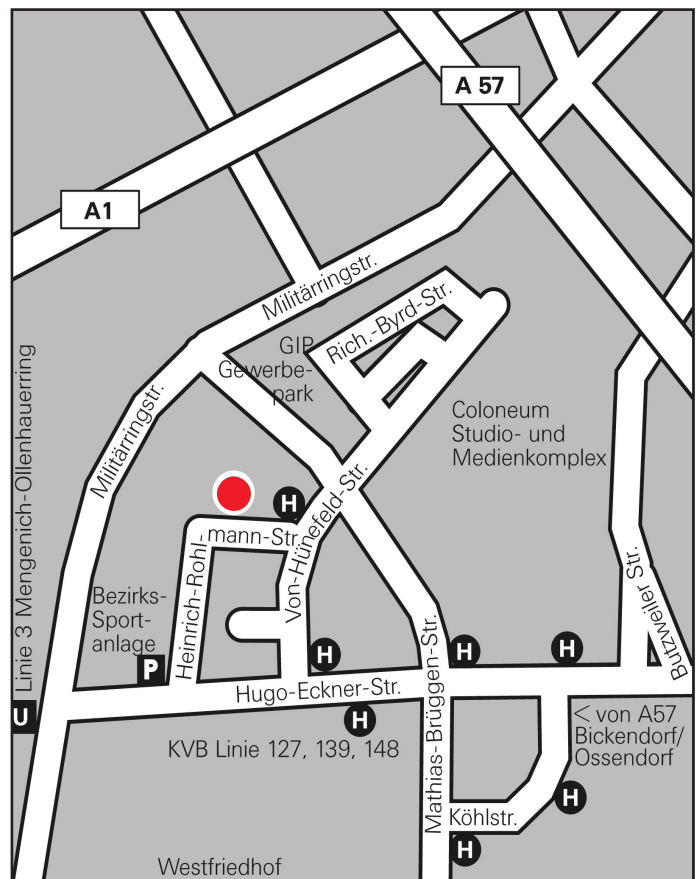 A 57
A1
Militärringstr.
Rich.-Byrd-Str.
GIP
Gewerbe-
park
Coloneum
Studio- und
Medienkomplex
Militärringstr.
Linie 3 Mengenich-Ollenhauerring
H
mann-Str.
Heinrich-Rohl
Von-Hünefeld-Str.
Bezirks-
Sport-
anlage
P
Butzweiler Str.
H
H
H
Hugo-Eckner-Str.
U
H
KVB Linie 127, 139, 148
Mathias-Brüggen-Str.
< von A57
Bickendorf/
Ossendorf
H
Köhlstr.
H
Westfriedhof